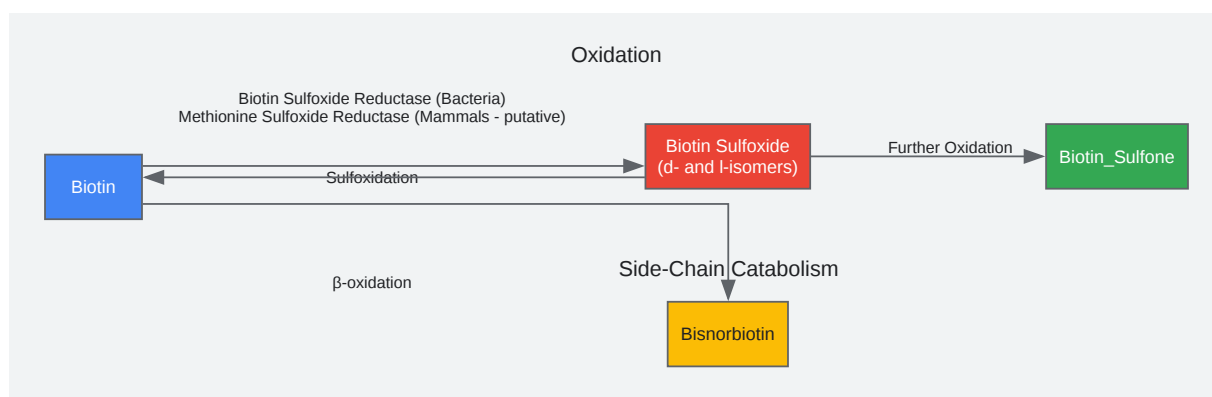 Oxidation
Biotin Sulfoxide Reductase (Bacteria)
Methionine Sulfoxide Reductase (Mammals - putative)
Biotin
Sulfoxidation
Biotin Sulfoxide
(d- and l-isomers)
Further Oxidation
Biotin_Sulfone
β-oxidation
Side-Chain Catabolism
Bisnorbiotin